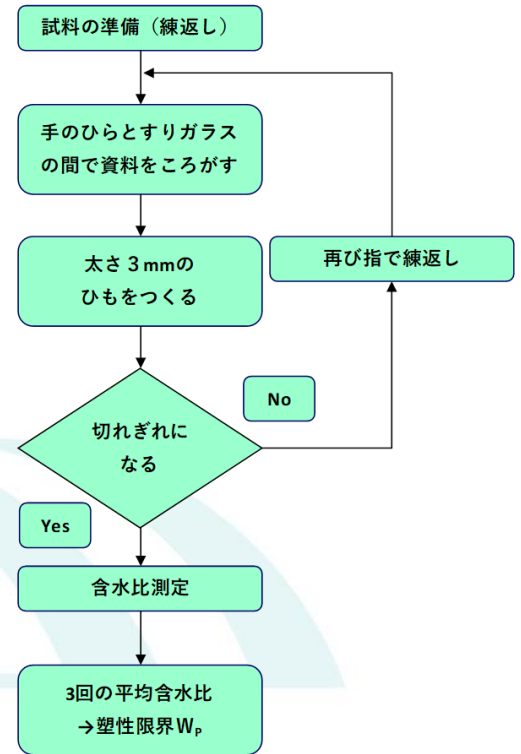 試料の準備（練返し）
手のひらとすりガラス
の間で資料をころがす
太さ３mmの
ひもをつくる
再び指で練返し
No
切れぎれに
なる
Yes
含水比測定
3回の平均含水比
→塑性限界WP